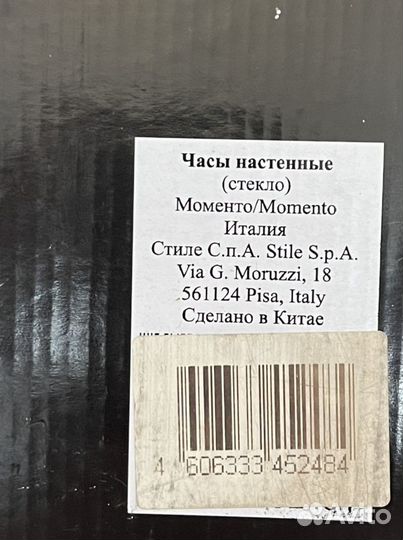 Часы настенные
(стекло)
Моменто/Momento
Италия
Стиле С.п.А. Stile S.p.A.
Via G. Moruzzi, 18
561124 Pisa, Italy
Сделано в Китае
4 606333 452484
Avito